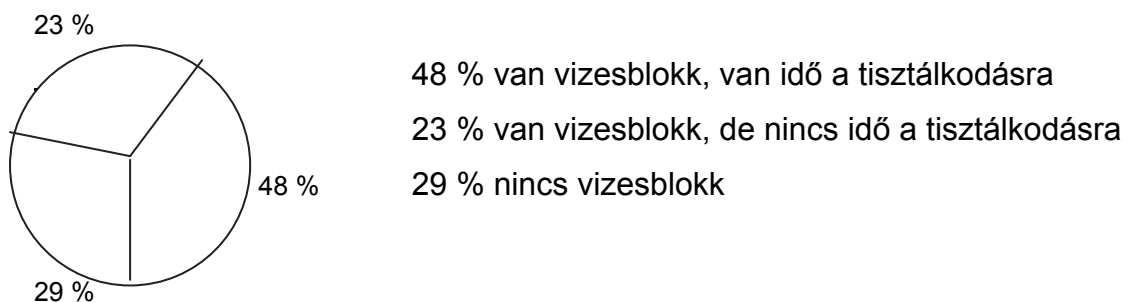 23 %
48 % van vizesblokk, van idő a tisztálkodásra
23 % van vizesblokk, de nincs idő a tisztálkodásra
48 %
29 % nincs vizesblokk
29 %